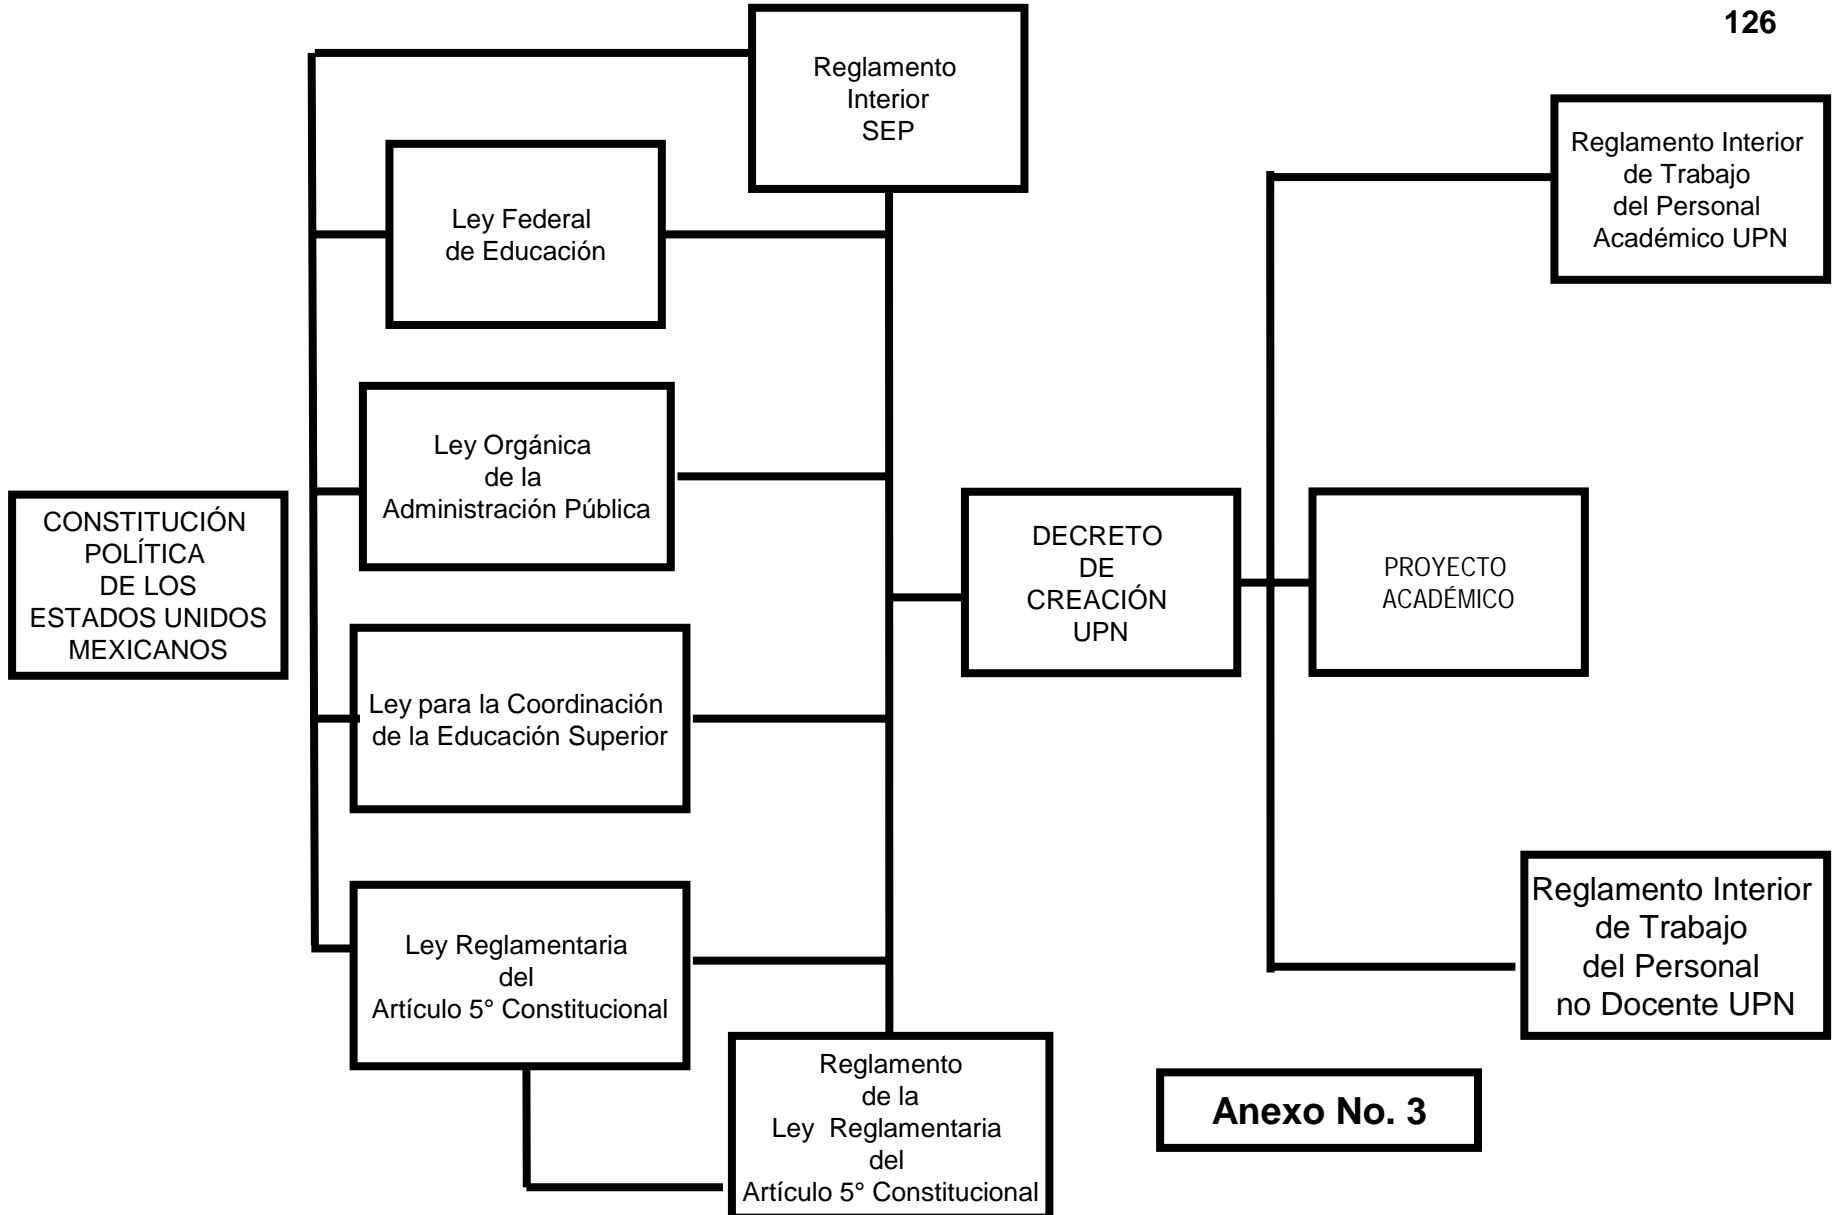 126
Reglamento
Interior
SEP
Reglamento Interior
de Trabajo
del Personal
Académico UPN
Ley Federal
de Educación
Ley Orgánica
de la
Administración Pública
CONSTITUCIÓN
POLÍTICA
DE LOS
ESTADOS UNIDOS
MEXICANOS
DECRETO
DE
CREACIÓN
UPN
PROYECTO
ACADÉMICO
Ley para la Coordinación
de la Educación Superior
Ley Reglamentaria
del
Artículo 5° Constitucional
Reglamento Interior
de Trabajo
del Personal
no Docente UPN
Reglamento
de la
Ley Reglamentaria
del
Artículo 5° Constitucional
Anexo No. 3